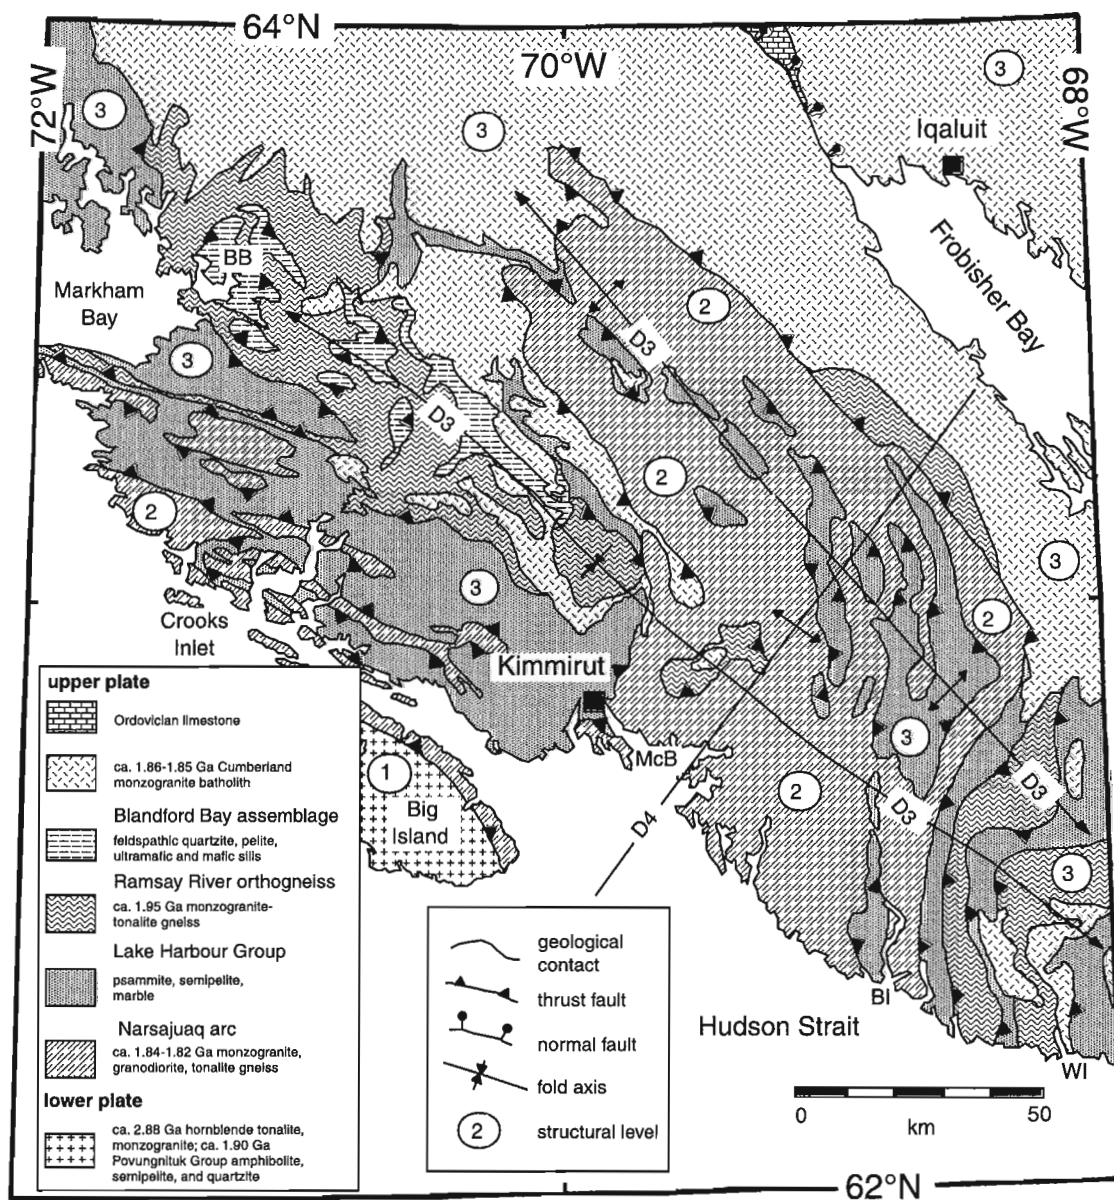 64°N
70°W
72°W
68°W
3
3
3
Iqaluit
Frobisher Bay
BB
Markham
Bay
2
D3
3
D3
2
2
3
3
2
Crooks
Inlet
Kimmirut
3
McB
2
D3
D3
3
D4
1
Big
Island
BI
WI
Hudson Strait
upper plate
Ordovician limestone
ca. 1.86-1.85 Ga Cumberland
monzogranite batholith
Blandford Bay assemblage
feldspathic quartzite, pelite,
ultramafic and mafic sills
Ramsay River orthogneiss
ca. 1.95 Ga monzogranite-
tonalite gneiss
Lake Harbour Group
psammite, semipelite,
marble
Narsajuaq arc
ca. 1.84-1.82 Ga monzogranite,
granodiorite, tonalite gneiss
lower plate
ca. 2.88 Ga hornblende tonalite,
monzogranite; ca. 1.90 Ga
Povungnituk Group amphibolite,
semipelite, and quartzite
geological
contact
thrust fault
normal fault
fold axis
2
structural level
0
50
km
62°N